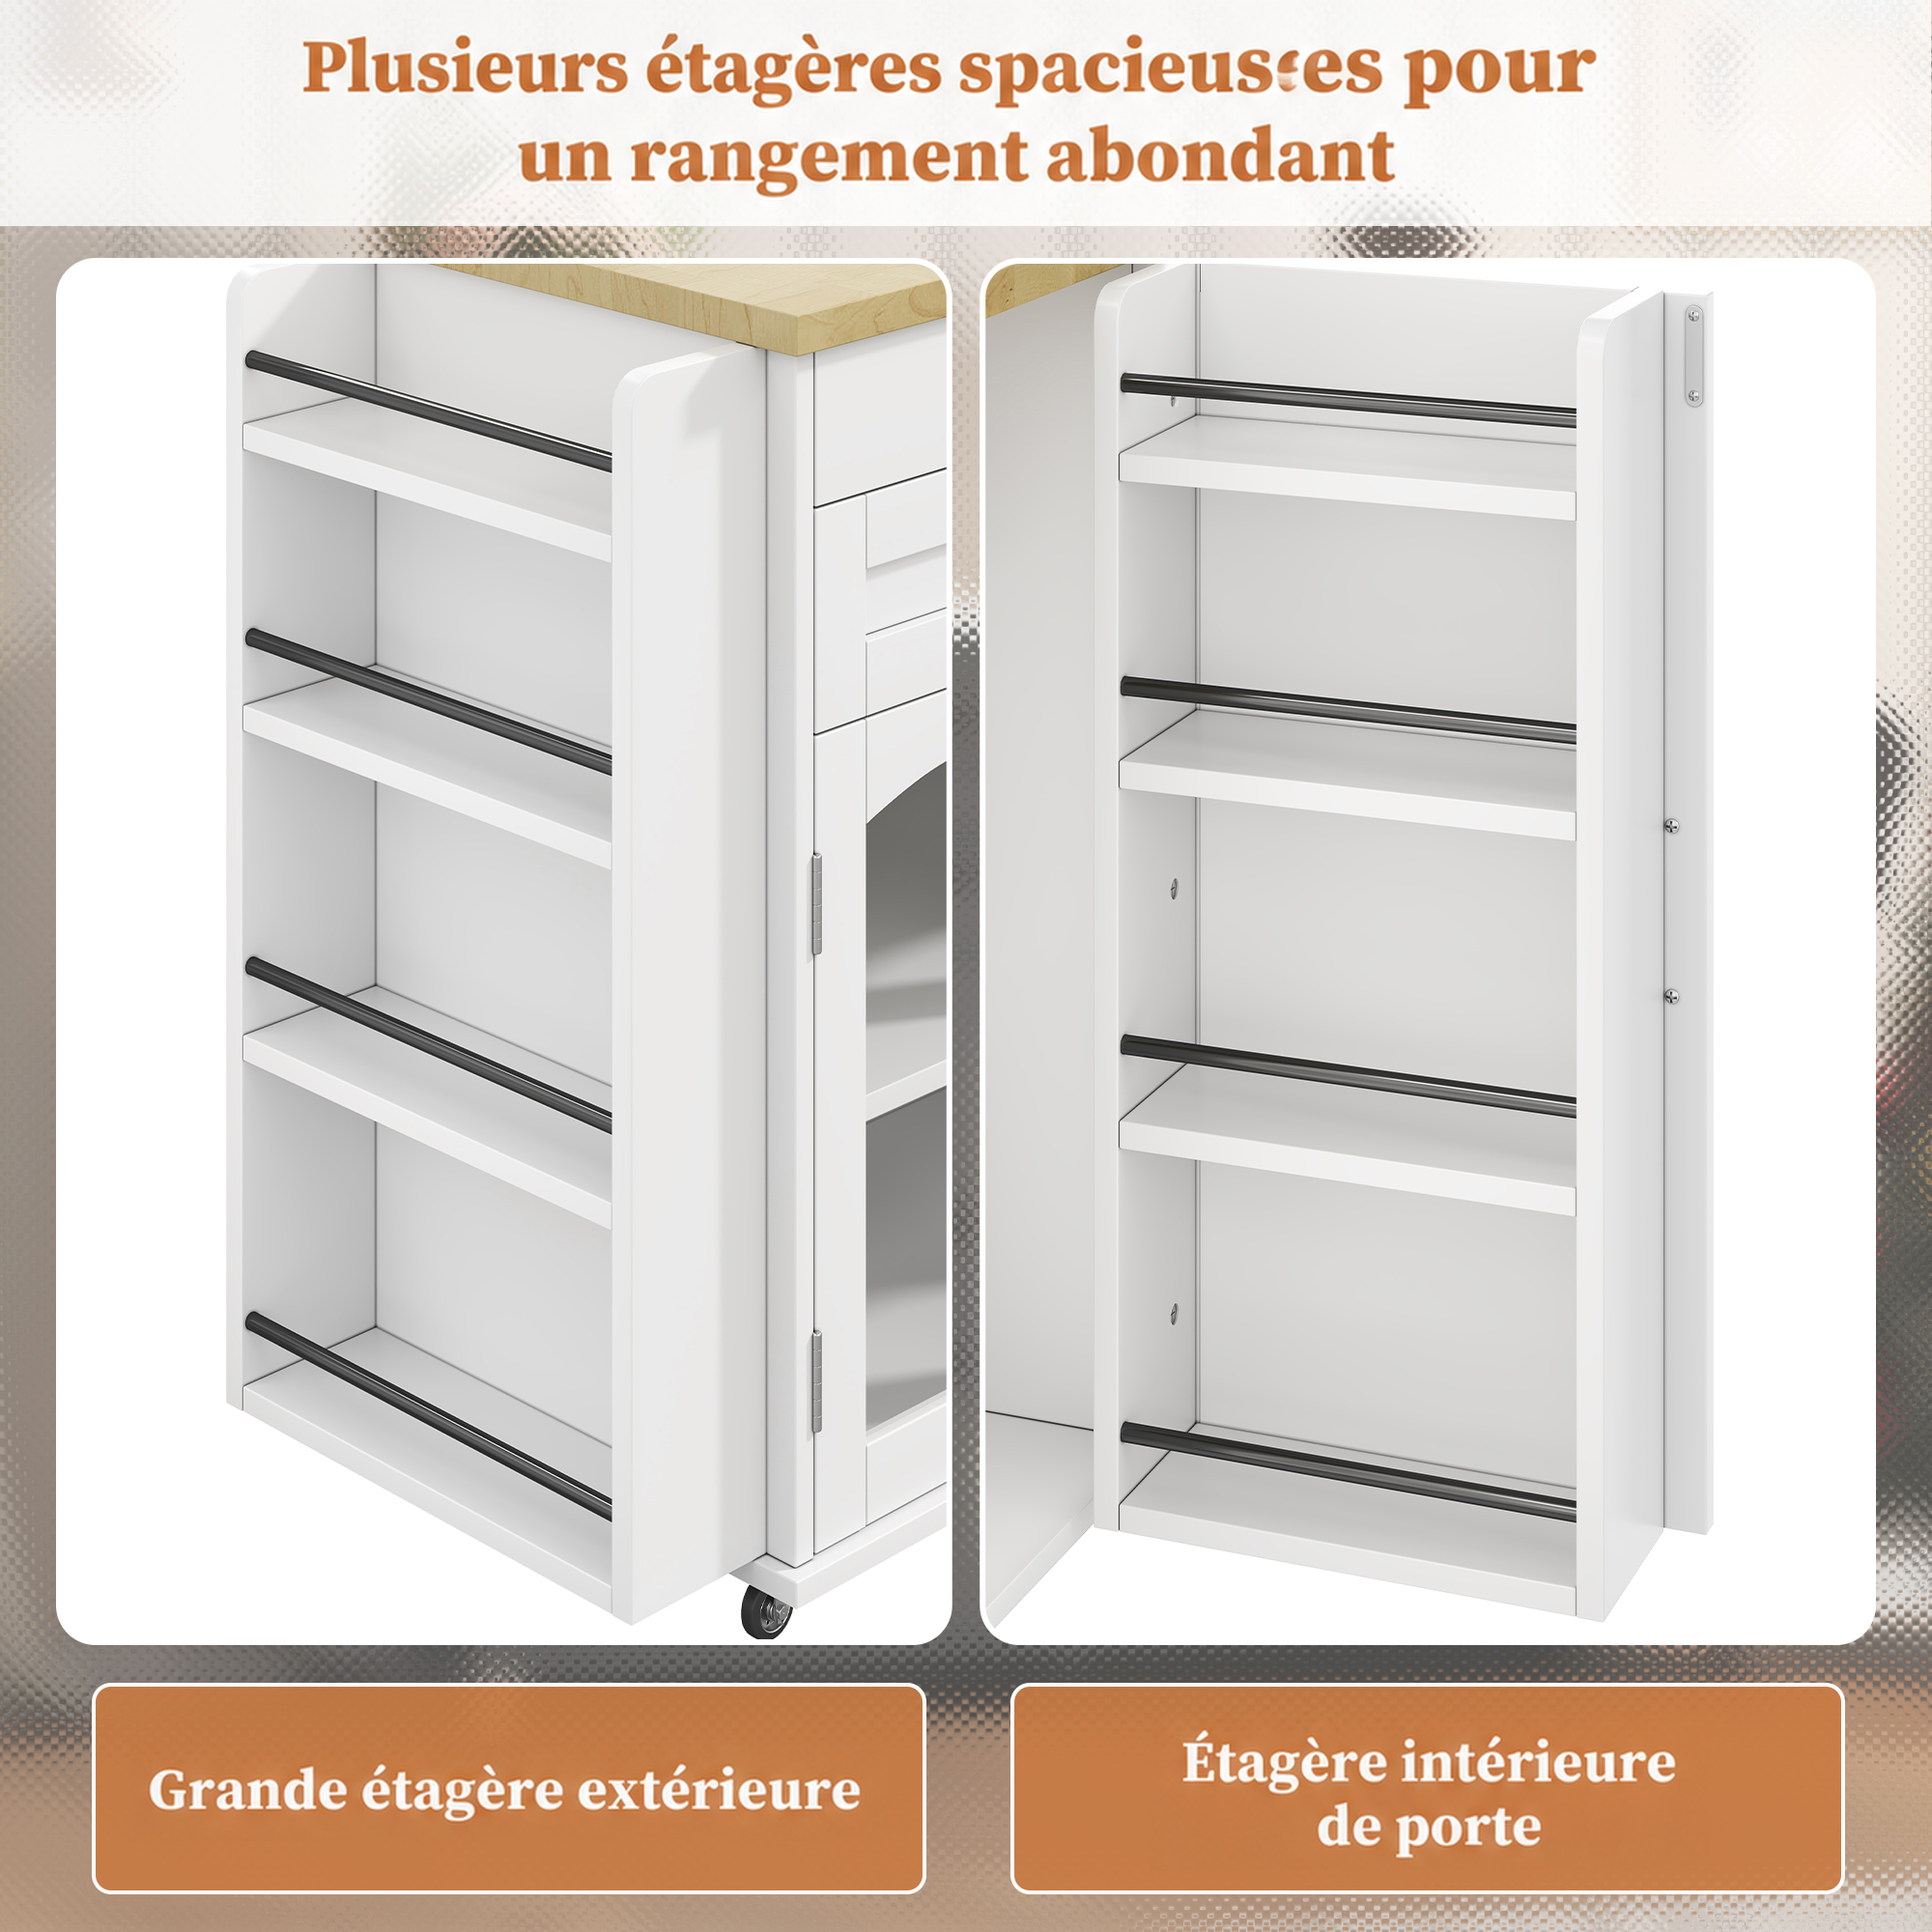 Plusieurs étagères spacieuses pour
un rangement abondant
Grande étagère extérieure
Étagère intérieure
de porte